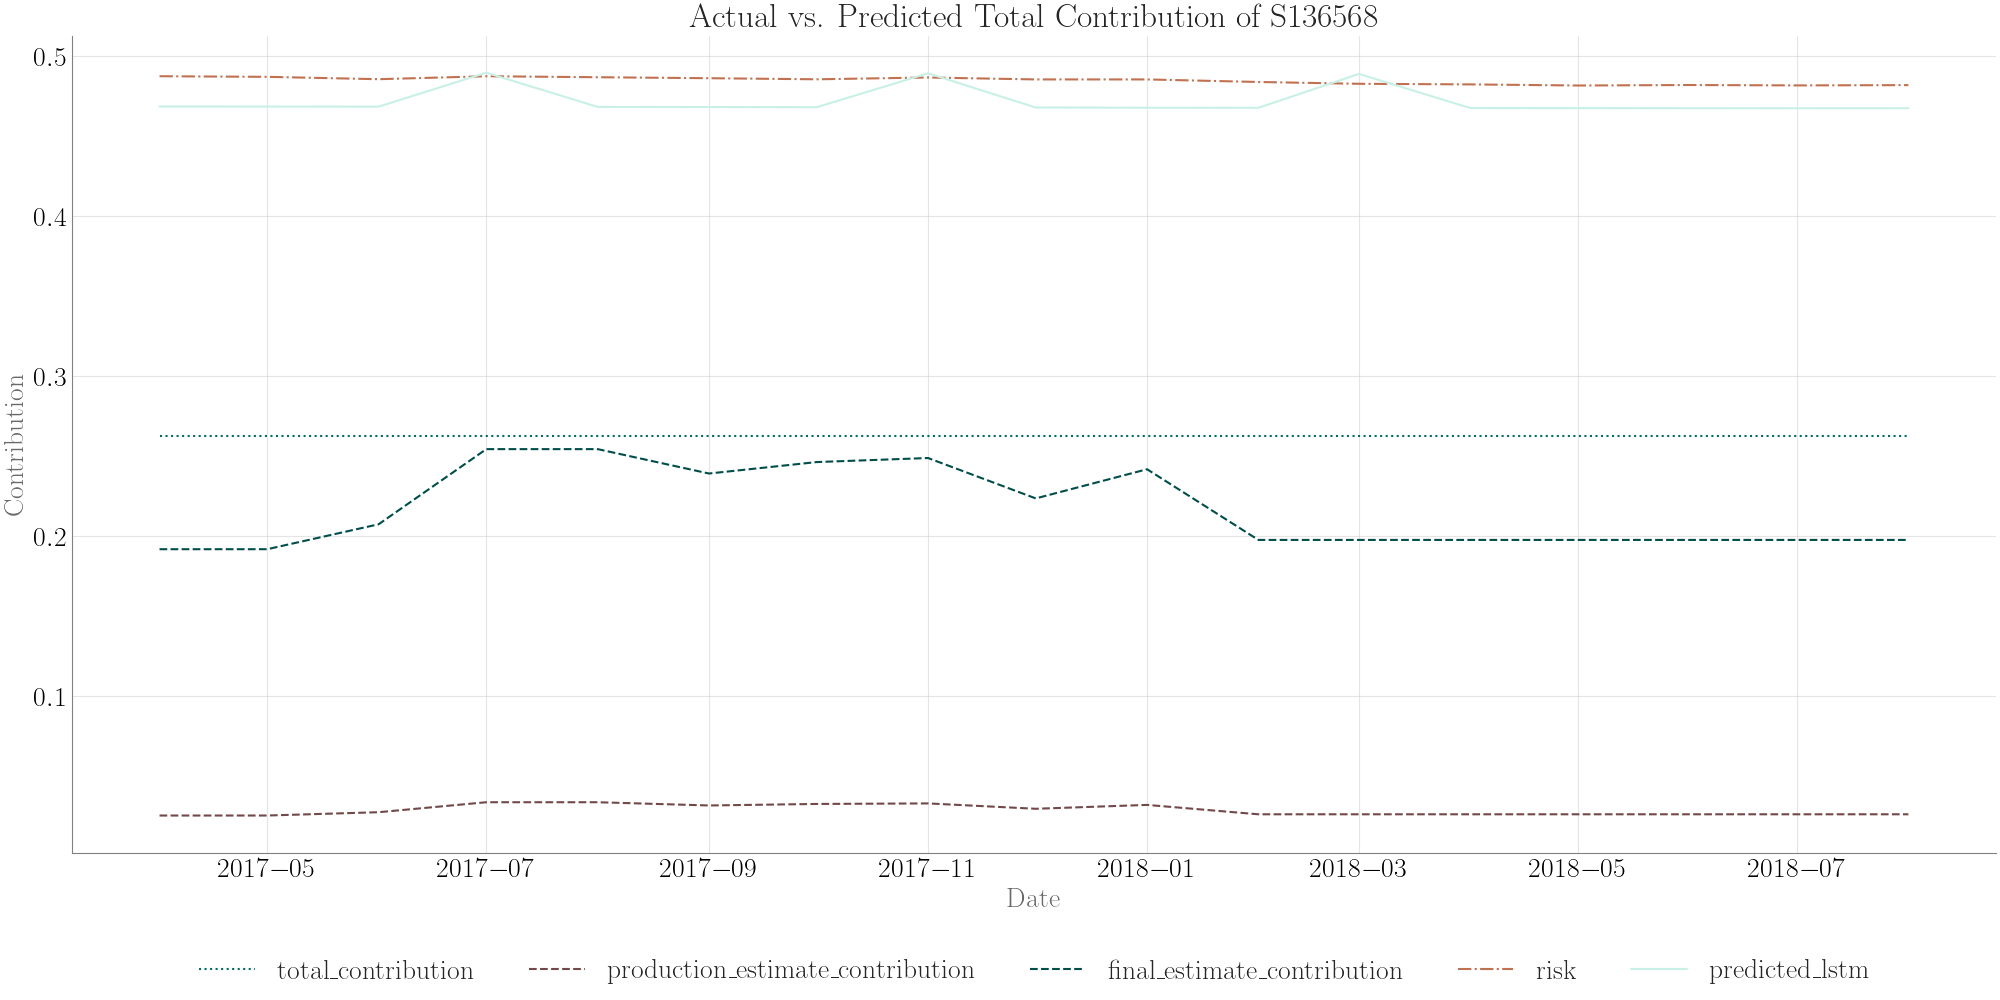 Actual vs. Predicted Total Contribution of S136568
0.5
0.4
0.3
0.2
0.1
Contribution
2017–05 2017–07 2017–09 2017–11 2018–01 2018–03 2018–05 2018–07
Date
total_contribution production_estimate_contribution final_estimate_contribution risk predicted_lstm